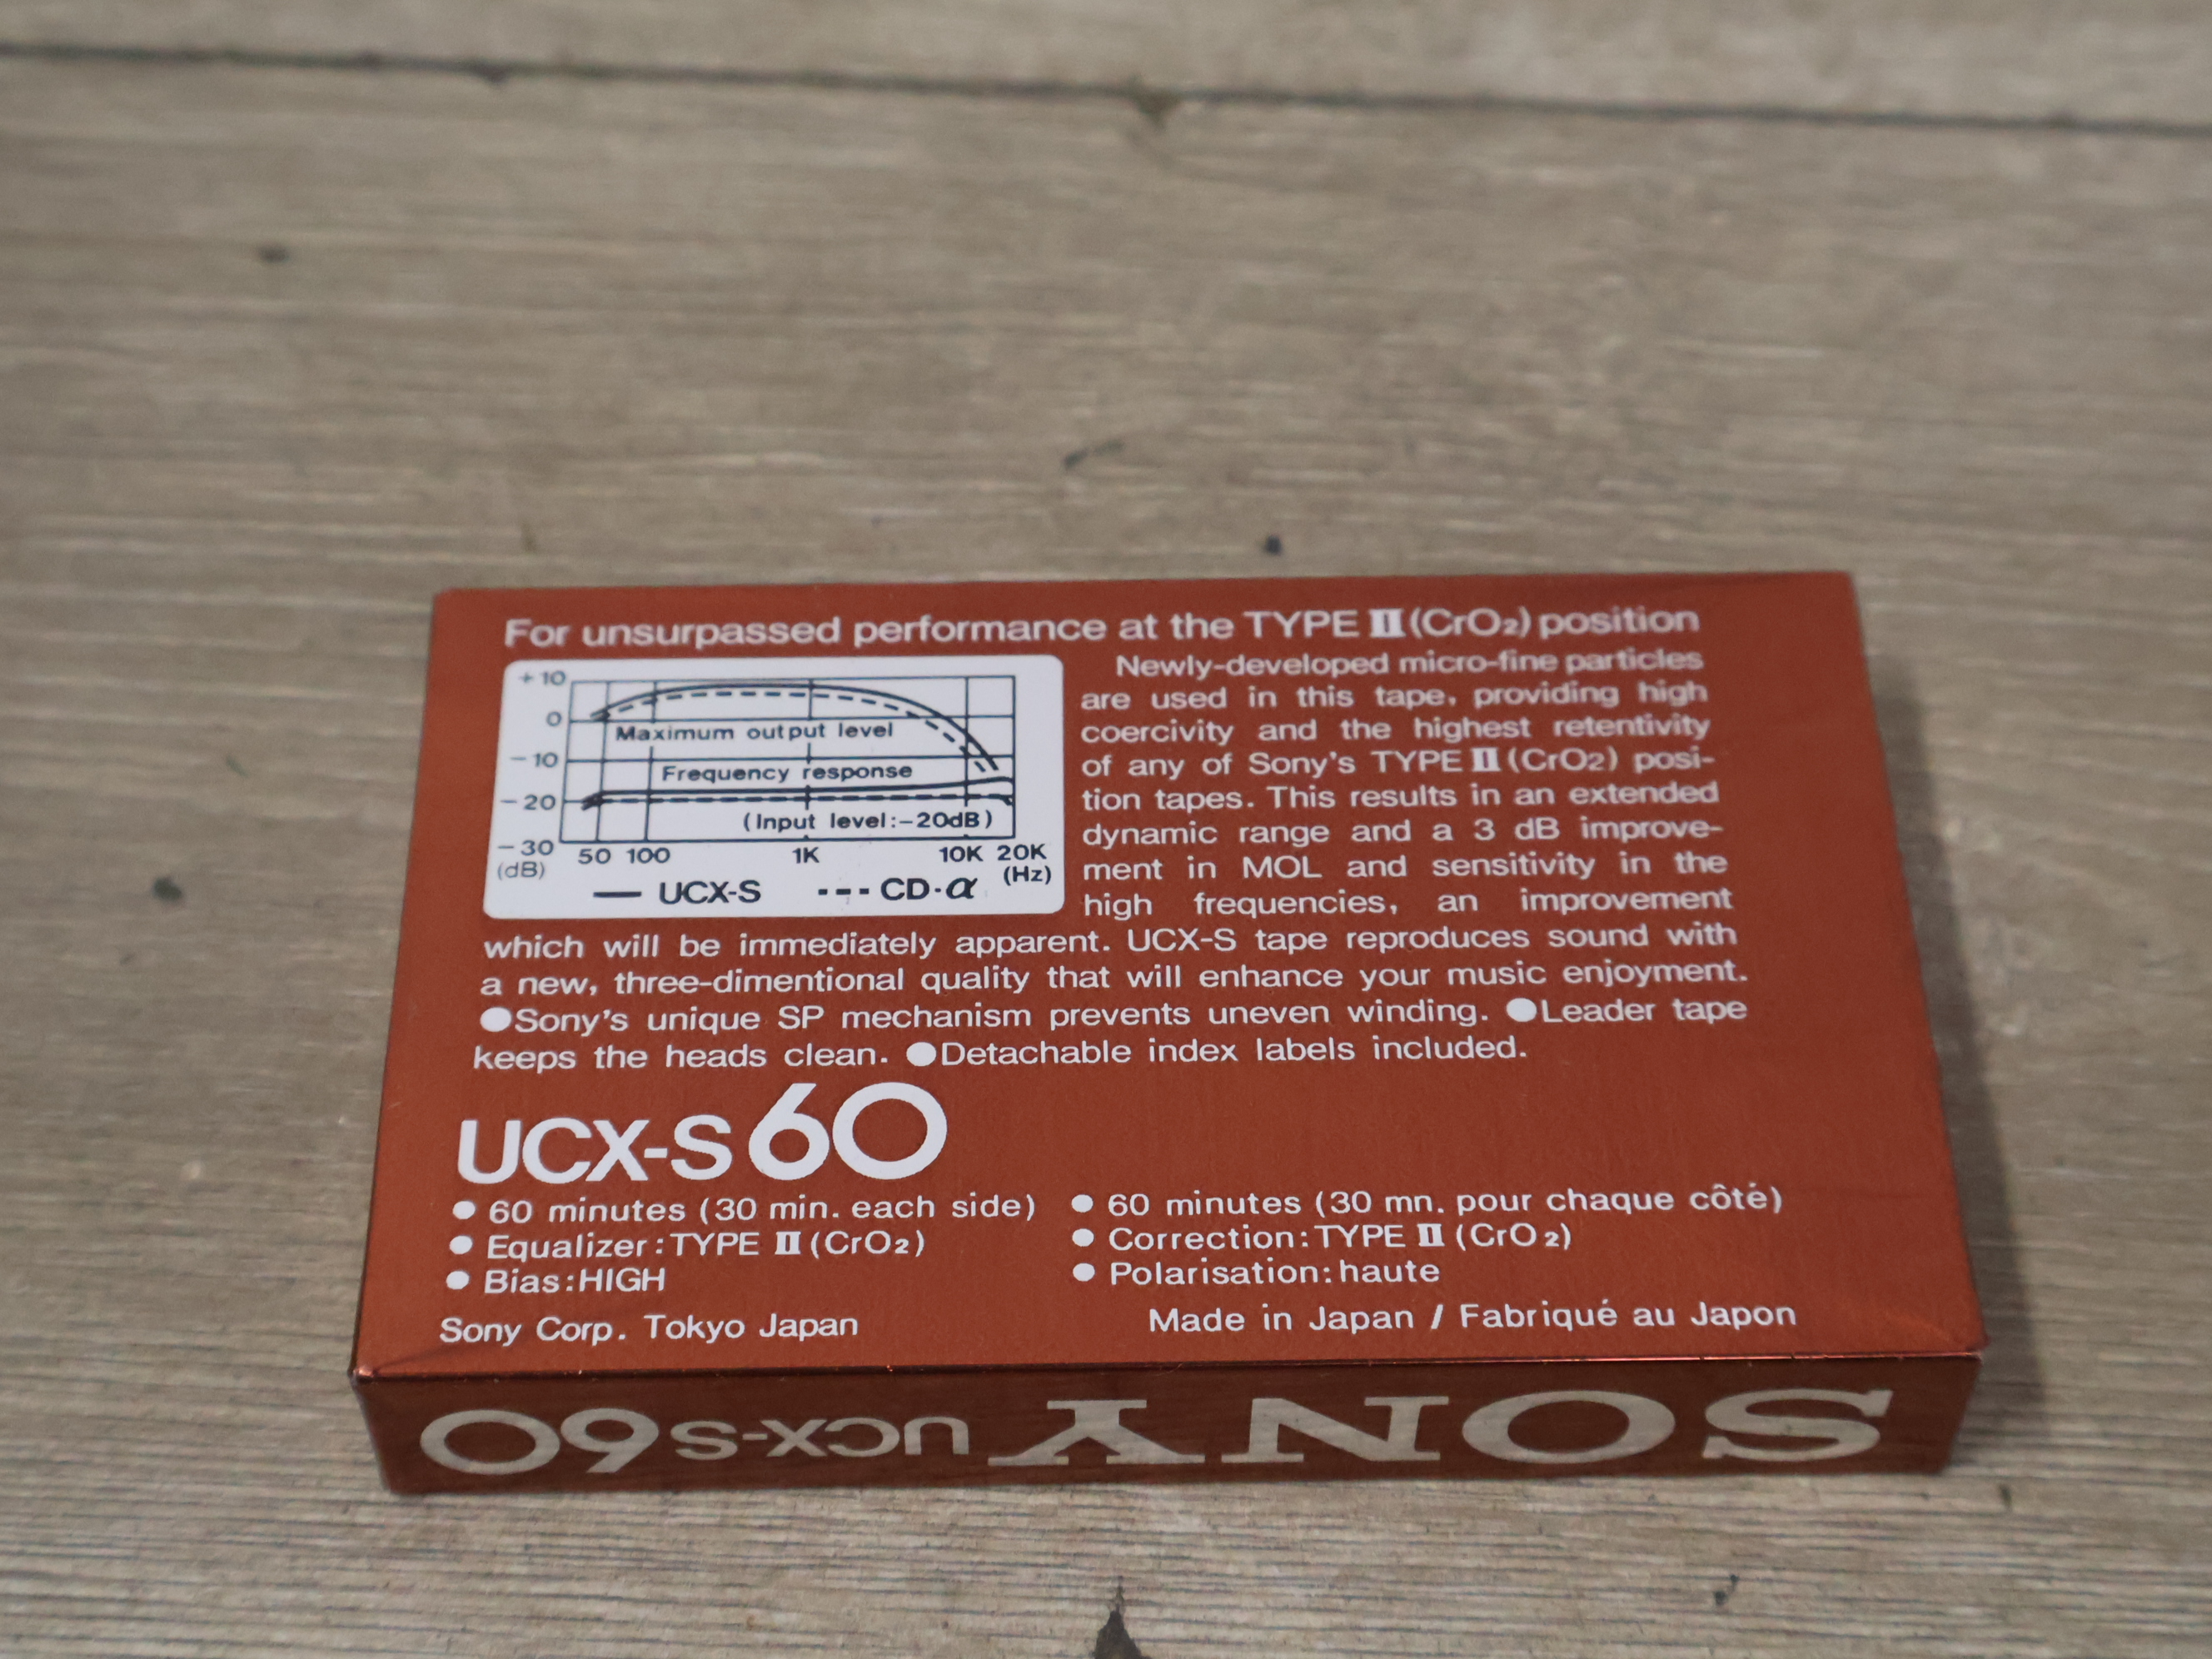 For unsurpassed performance at the TYPE II (CrO2) position
+10
0
-10
-20
-30
(dB)
Maximum output level
Frequency response
(Input level:-20dB)
50 100 1K 10K 20K
(Hz)
UCX-S CD·α
Newly-developed micro-fine particles
are used in this tape, providing high
coercivity and the highest retentivity
of any of Sony's TYPE II (CrO2) posi-
tion tapes. This results in an extended
dynamic range and a 3 dB improve-
ment in MOL and sensitivity in the
high frequencies, an improvement
which will be immediately apparent. UCX-S tape reproduces sound with
a new, three-dimentional quality that will enhance your music enjoyment.
●Sony's unique SP mechanism prevents uneven winding. ●Leader tape
keeps the heads clean. ●Detachable index labels included.
UCX-S 60
● 60 minutes (30 min. each side)
● Equalizer:TYPE II (CrO2)
● Bias:HIGH
● 60 minutes (30 mn. pour chaque côté)
● Correction:TYPE II (CrO2)
● Polarisation:haute
Sony Corp. Tokyo Japan
Made in Japan / Fabriqué au Japon
SONY UCX-S 60